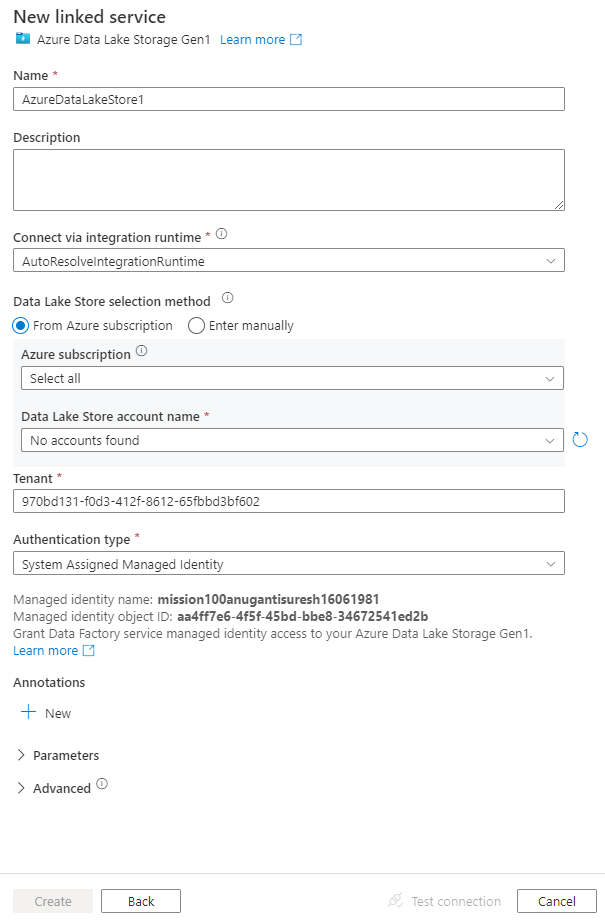 New linked service
Azure Data Lake Storage Gen1 Learn more
Name *
AzureDataLakeStore1
Description
Connect via integration runtime *
AutoResolveIntegrationRuntime
Data Lake Store selection method
From Azure subscription Enter manually
Azure subscription
Select all
Data Lake Store account name *
No accounts found
Tenant *
970bd131-f0d3-412f-8612-65fbbd3bf602
Authentication type *
System Assigned Managed Identity
Managed identity name: mission100anugantisuresh16061981
Managed identity object ID: aa4ff7e6-4f5f-45bd-bbe8-34672541ed2b
Grant Data Factory service managed identity access to your Azure Data Lake Storage Gen1.
Learn more
Annotations
New
Parameters
Advanced
Create Back Test connection Cancel